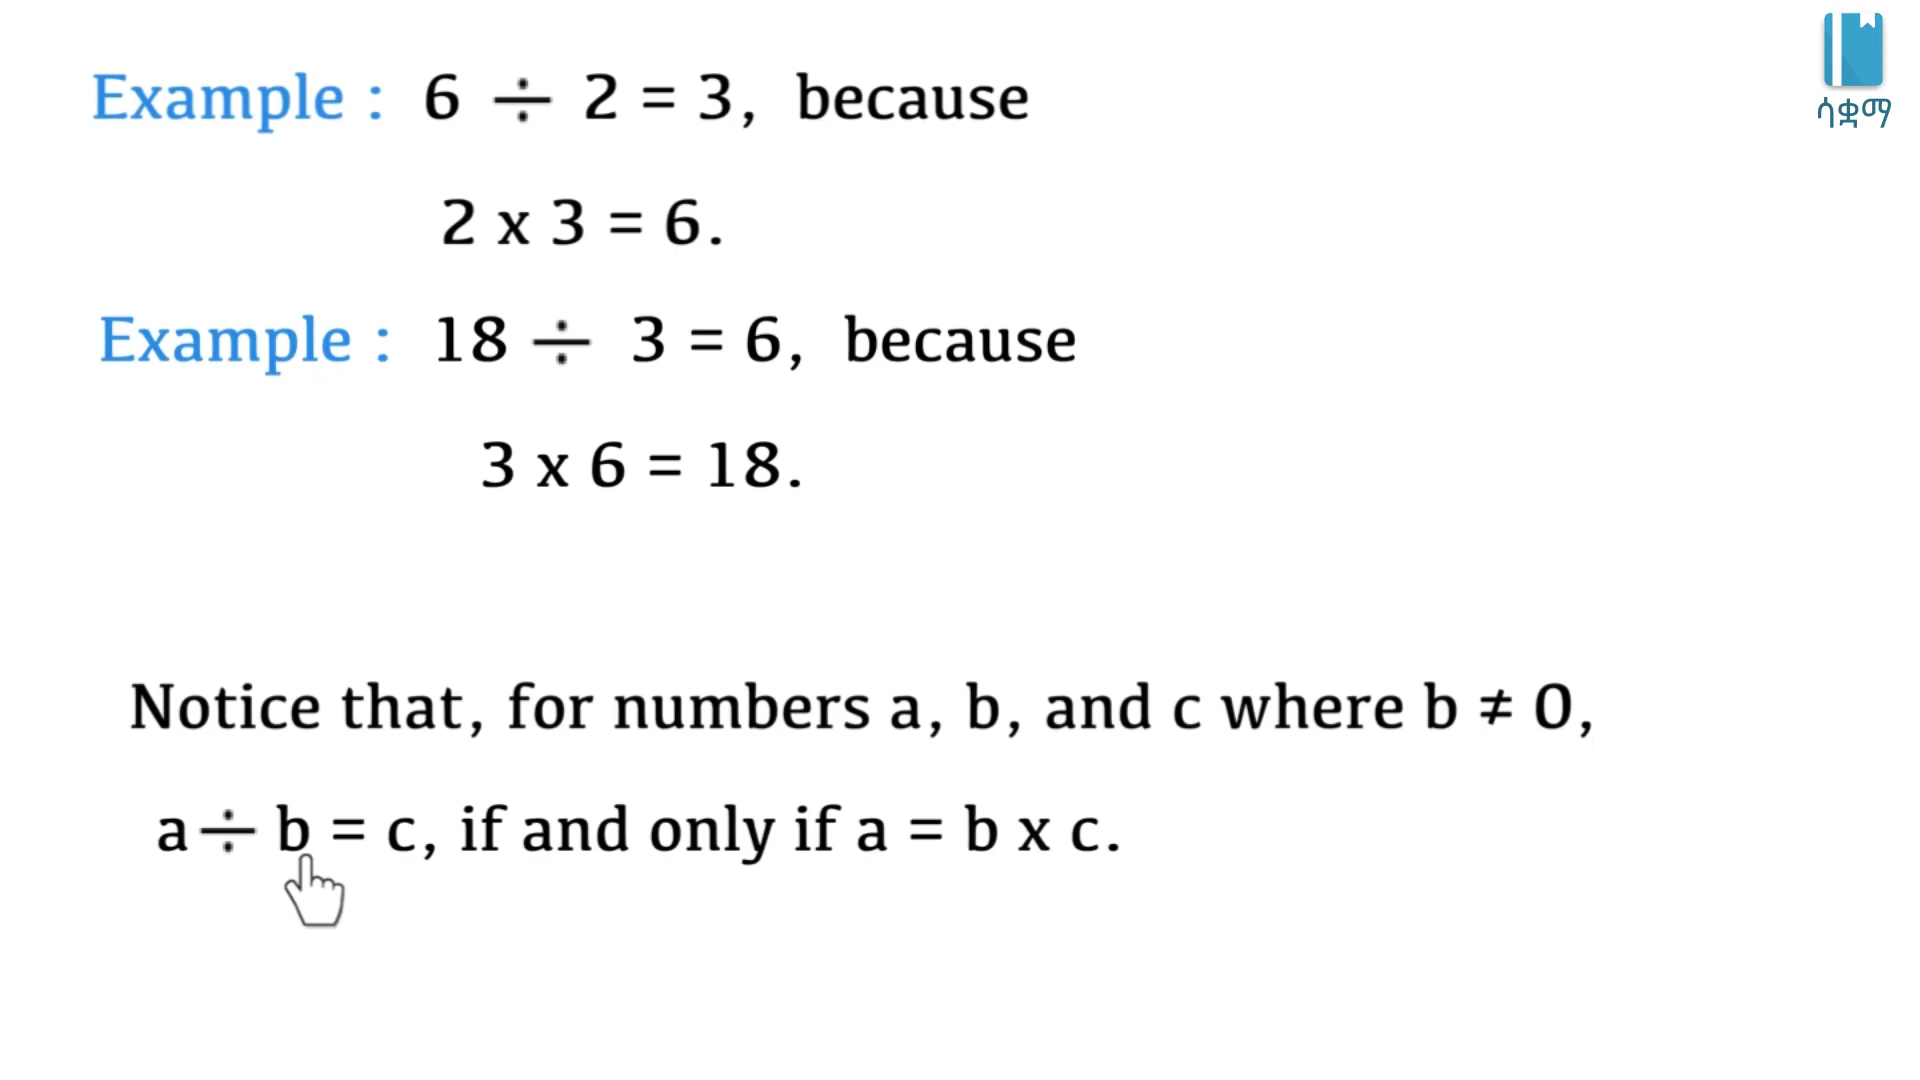 Example : 6 ÷ 2 = 3, because
2 x 3 = 6.
Example : 18 ÷ 3 = 6, because
3 x 6 = 18.
Notice that, for numbers a, b, and c where b ≠ 0,
a ÷ b = c, if and only if a = b x c.
ሳቋማ